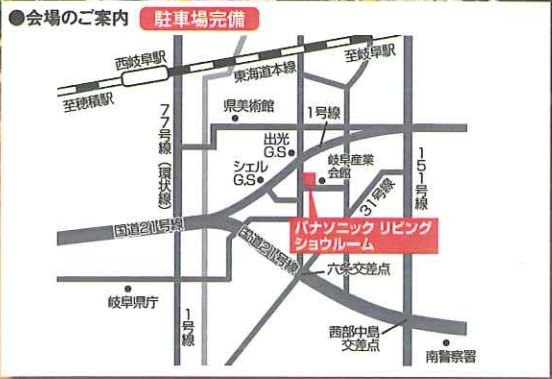 ●会場のご案内 駐車場完備
西岐阜駅
至岐阜駅
東海道本線
至穂積駅
県美術館
1号線
77号線(環状線)
出光
G.S
岐阜産業
会館
シェル
G.S
151号線
31号線
パナソニック リビング
ショウルーム
国道21号線
国道21号線
六条交差点
岐阜県庁
1号線
茜部中島
交差点
南警察署